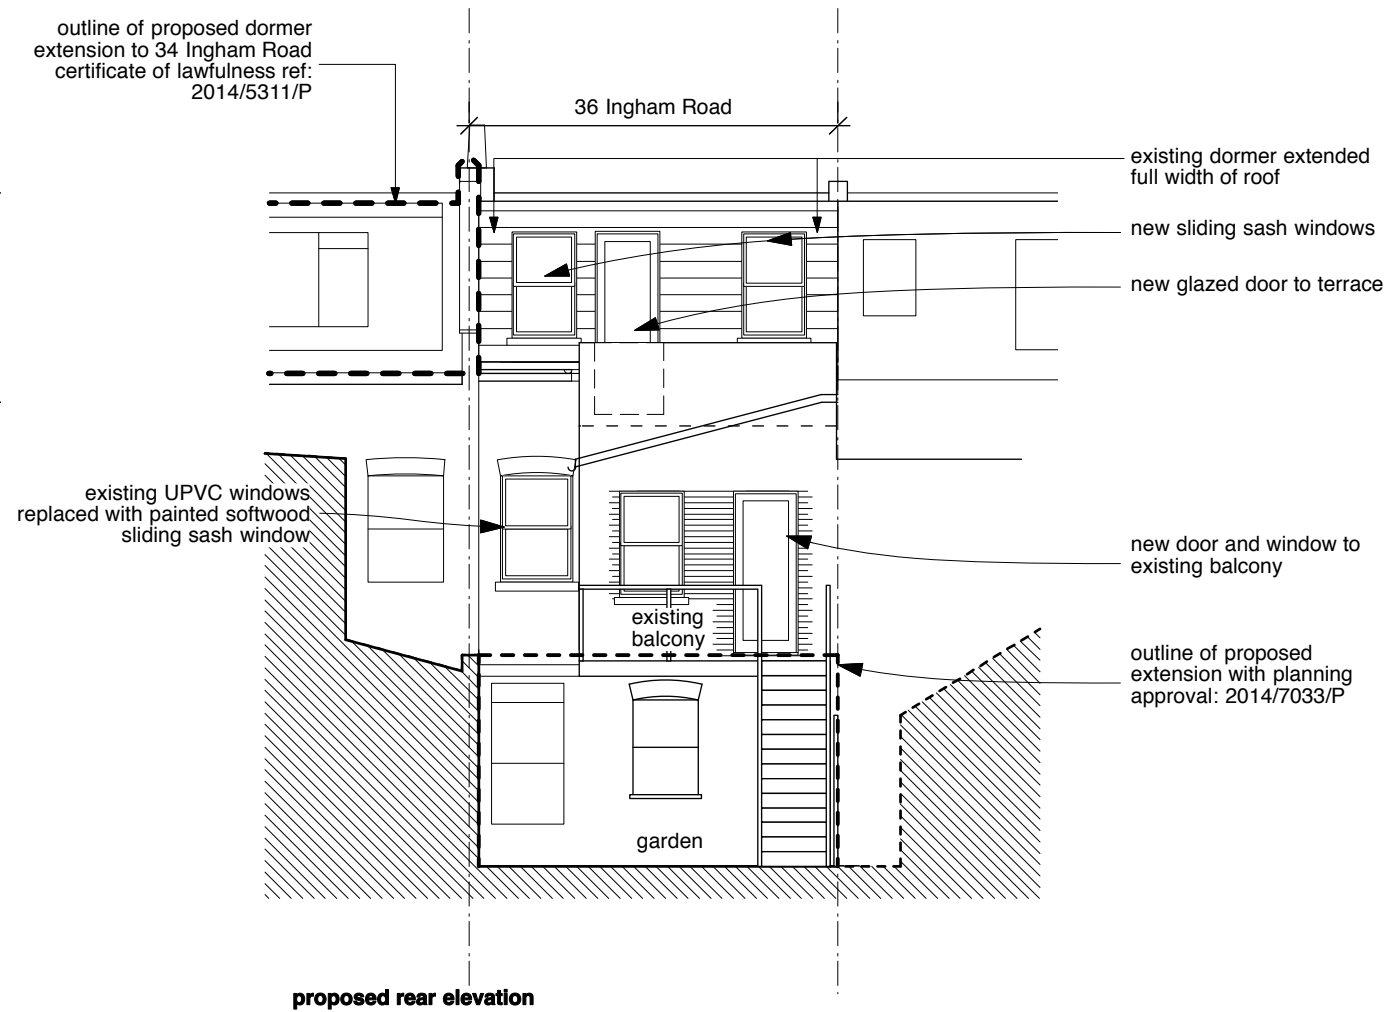 outline of proposed dormer
extension to 34 Ingham Road
certificate of lawfulness ref:
2014/5311/P
36 Ingham Road
existing dormer extended
full width of roof
new sliding sash windows
new glazed door to terrace
existing UPVC windows
replaced with painted softwood
sliding sash window
new door and window to
existing balcony
existing
balcony
outline of proposed
extension with planning
approval: 2014/7033/P
garden
proposed rear elevation